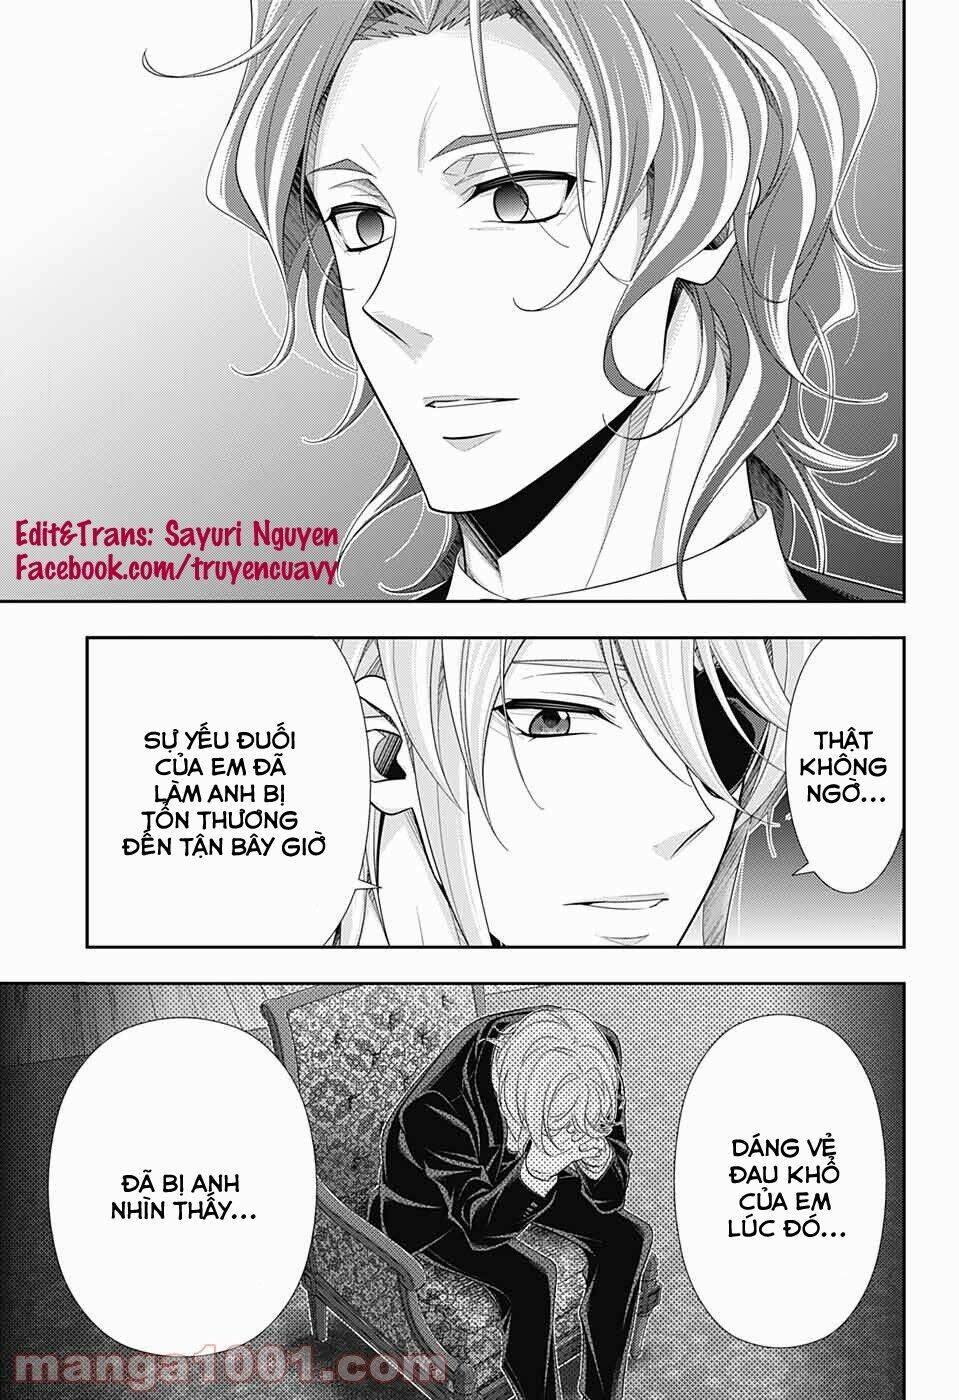 Edit&Trans: Sayuri Nguyen
Facebook.com/truyencuavy
THẬT
KHÔNG
NGỜ...
SỰ YẾU ĐUỐI
CỦA EM ĐÃ
LÀM ANH BỊ
TỔN THƯƠNG
ĐẾN TẬN BÂY GIỜ
DÁNG VẺ
ĐAU KHỔ
CỦA EM
LÚC ĐÓ...
ĐÃ BỊ ANH
NHÌN THẤY...
manga1001.com